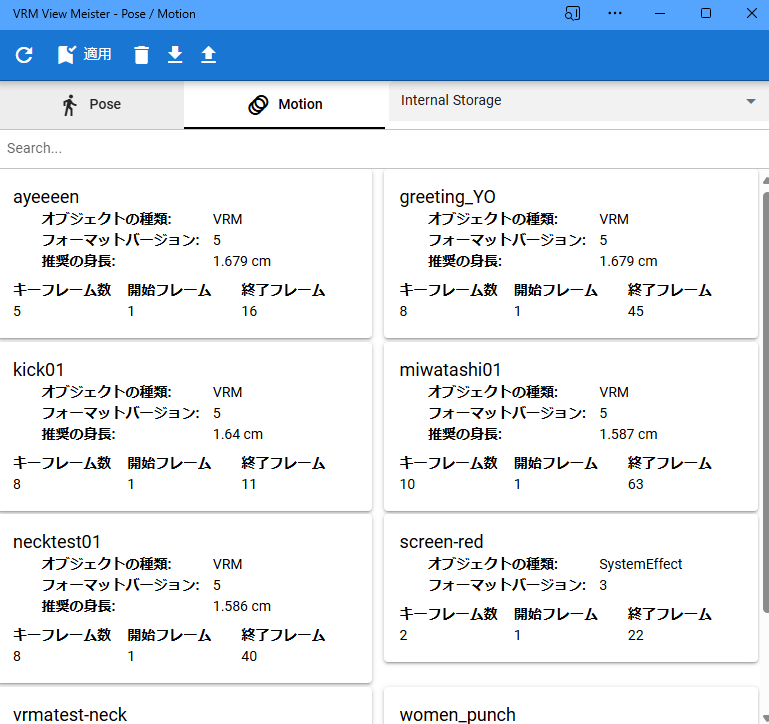 VRM View Meister - Pose / Motion
適用
Pose
Motion
Internal Storage
Search...
ayeeeen
オブジェクトの種類: VRM
フォーマットバージョン: 5
推奨の身長: 1.679 cm
キーフレーム数 開始フレーム 終了フレーム
5 1 16
greeting_YO
オブジェクトの種類: VRM
フォーマットバージョン: 5
推奨の身長: 1.679 cm
キーフレーム数 開始フレーム 終了フレーム
8 1 45
kick01
オブジェクトの種類: VRM
フォーマットバージョン: 5
推奨の身長: 1.64 cm
キーフレーム数 開始フレーム 終了フレーム
8 1 11
miwatashi01
オブジェクトの種類: VRM
フォーマットバージョン: 5
推奨の身長: 1.587 cm
キーフレーム数 開始フレーム 終了フレーム
10 1 63
necktest01
オブジェクトの種類: VRM
フォーマットバージョン: 5
推奨の身長: 1.586 cm
キーフレーム数 開始フレーム 終了フレーム
8 1 40
screen-red
オブジェクトの種類: SystemEffect
フォーマットバージョン: 3
キーフレーム数 開始フレーム 終了フレーム
2 1 22
vrmatest-neck
women_punch